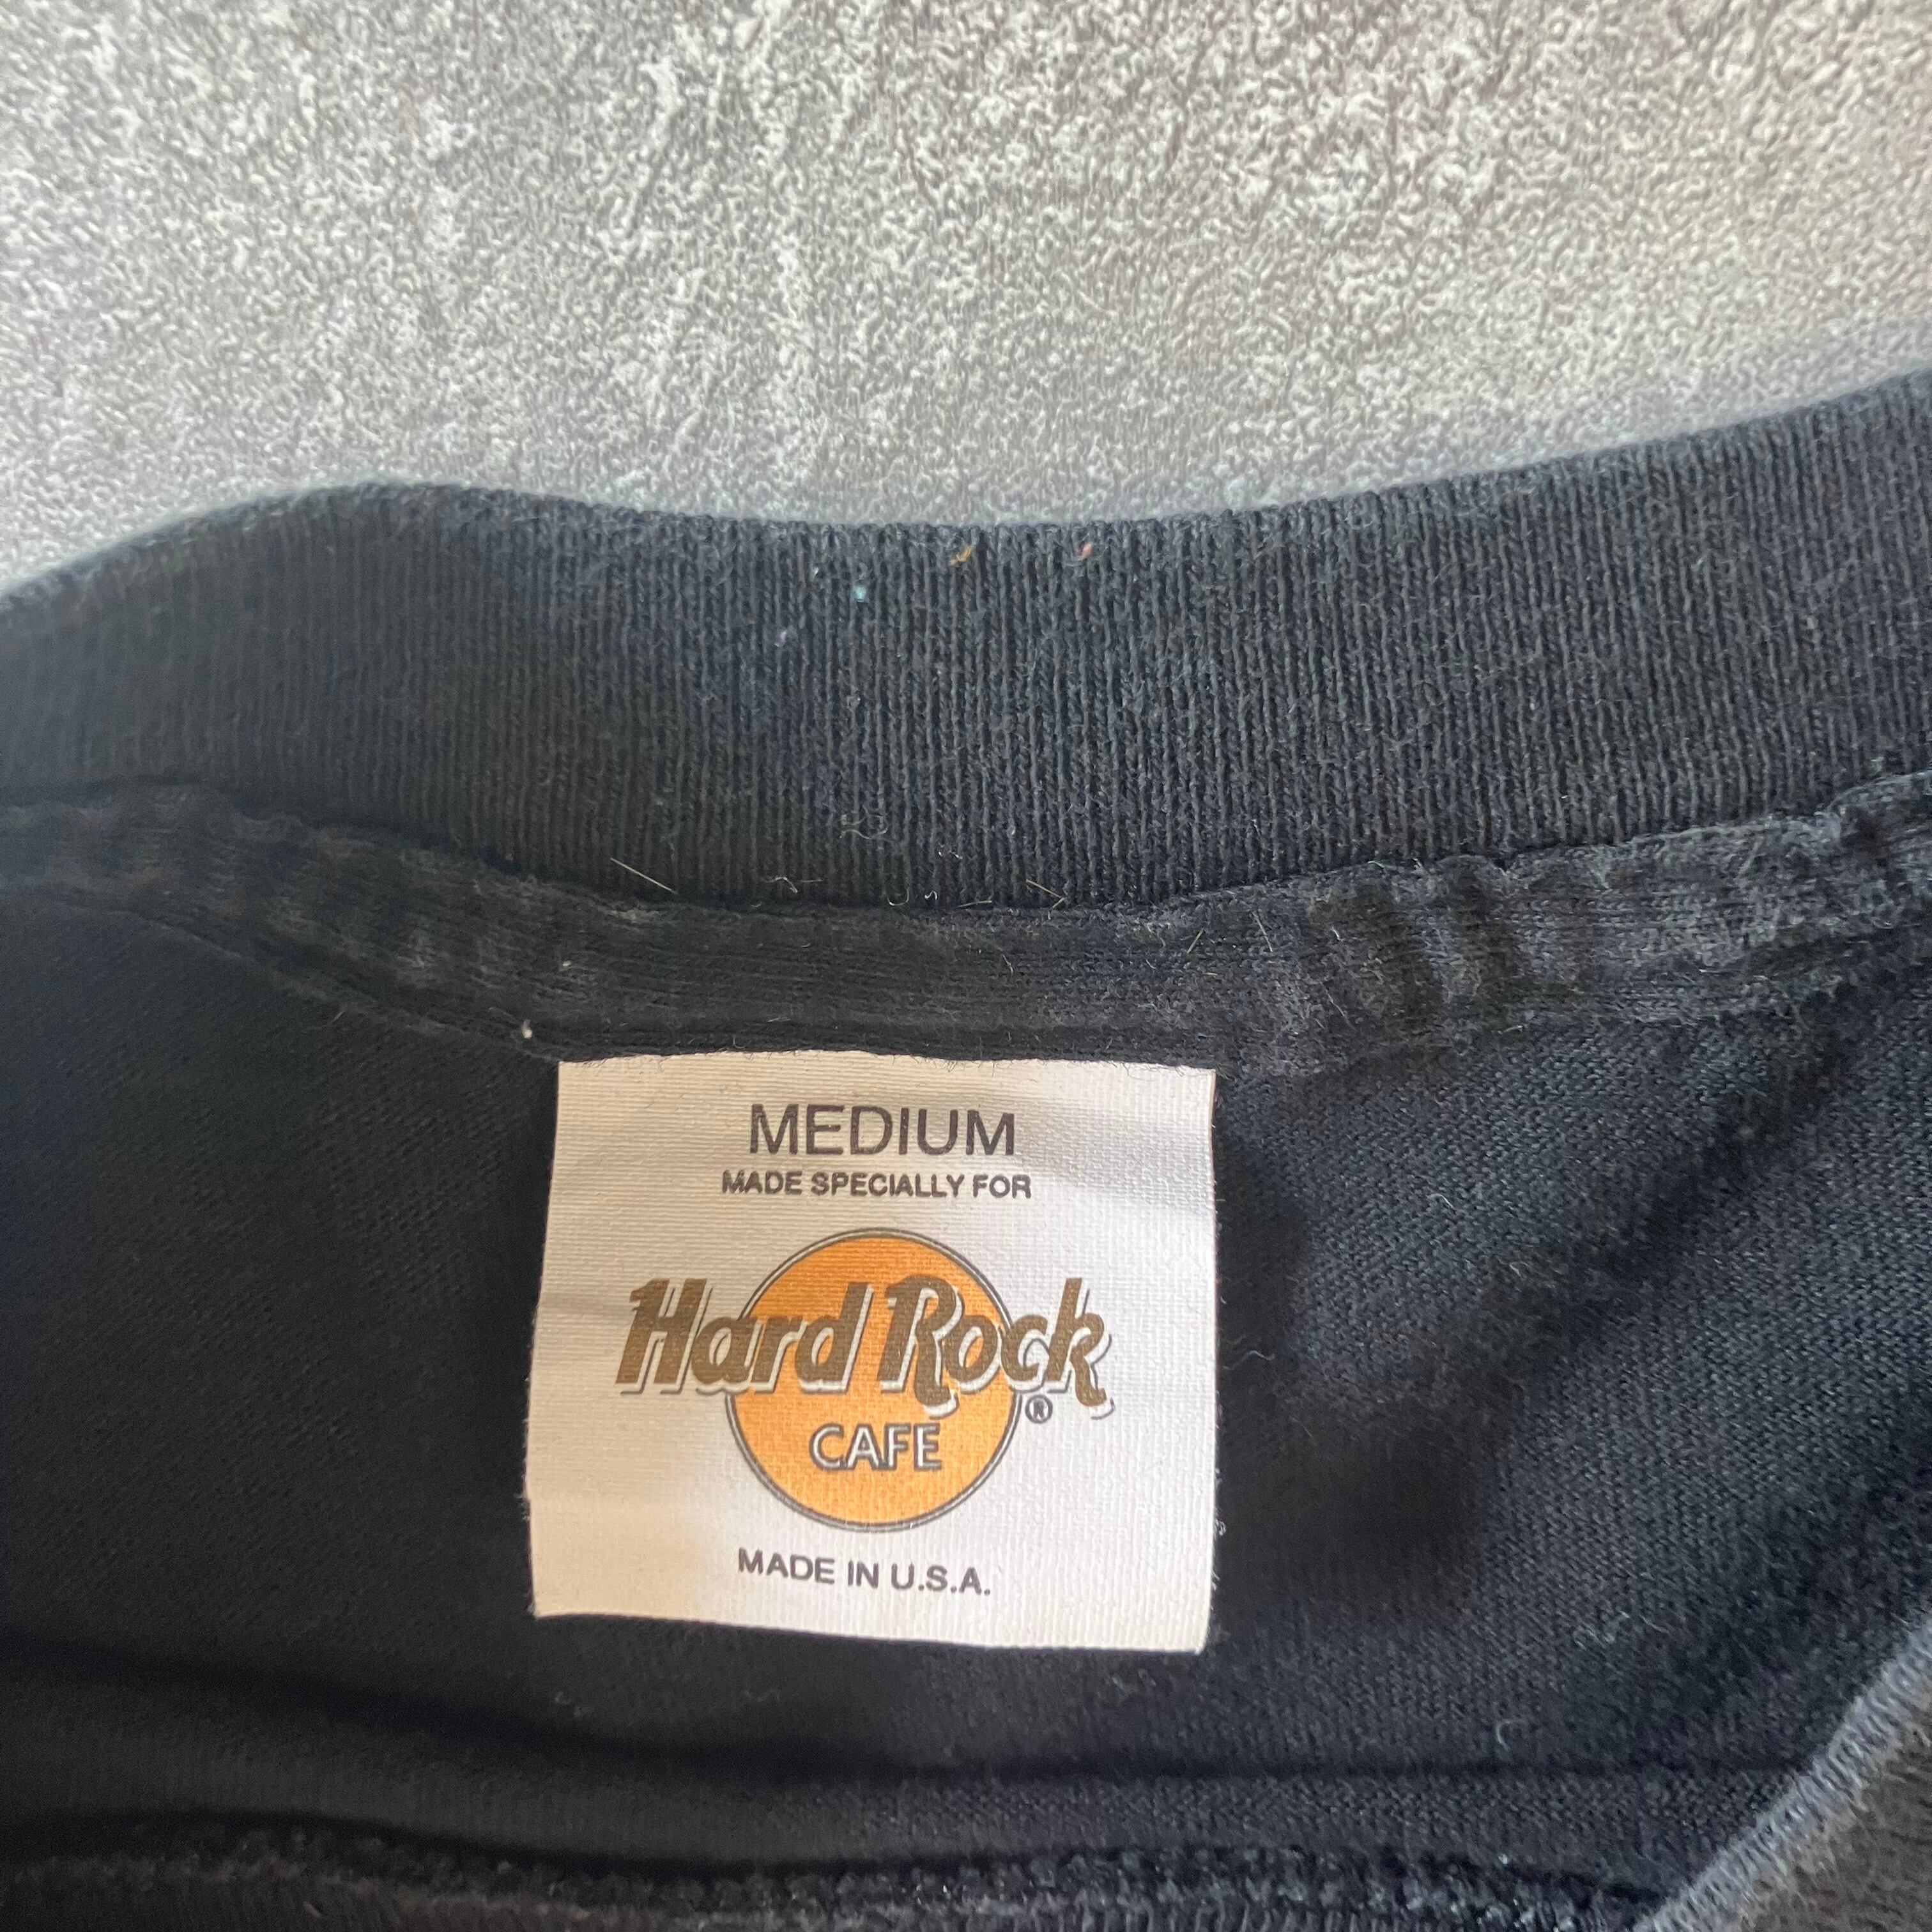 MEDIUM
MADE SPECIALLY FOR
Hard Rock
®
CAFE
MADE IN U.S.A.